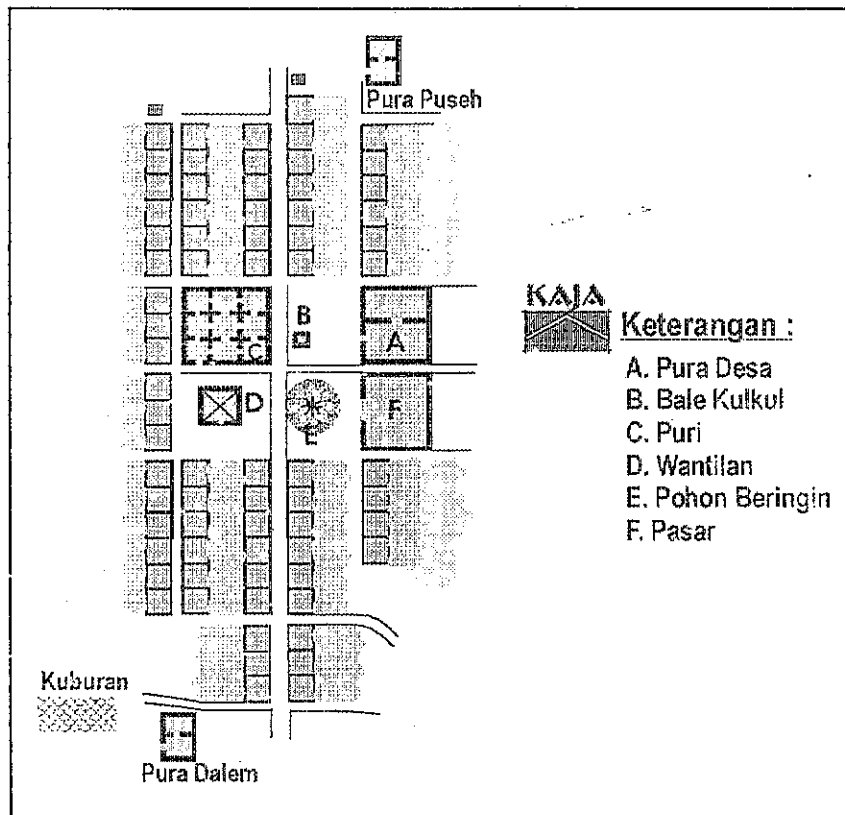 Pura Puseh
B
C
A
D
E
F
KAJA
Keterangan :
A. Pura Desa
B. Bale Kulkul
C. Puri
D. Wantilan
E. Pohon Beringin
F. Pasar
Kuburan
Pura Dalem